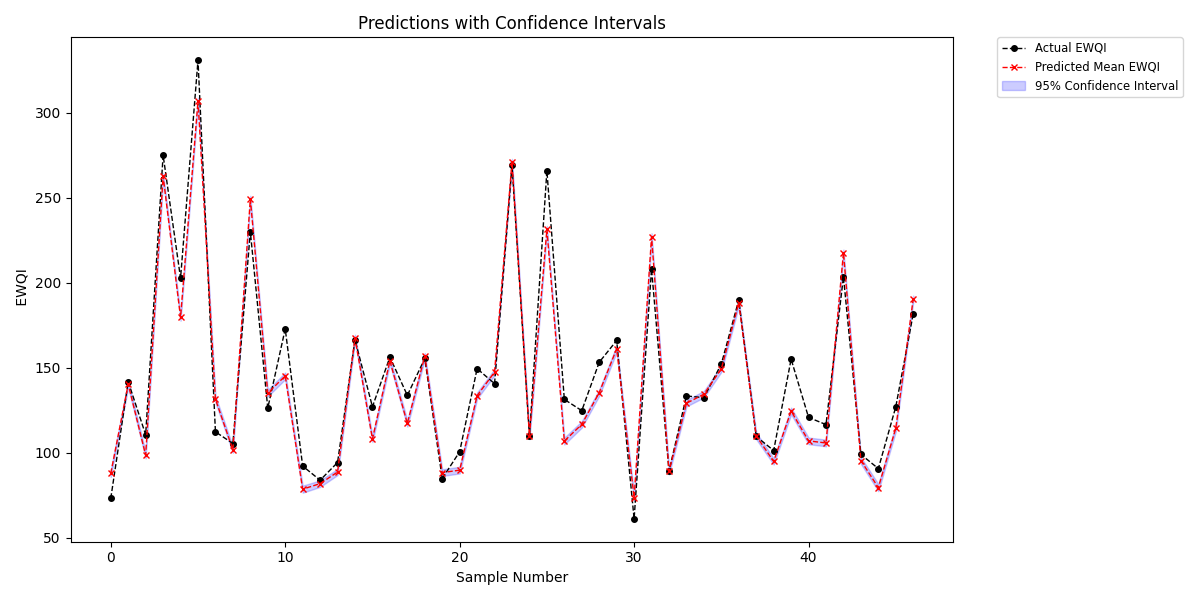 Predictions with Confidence Intervals
Actual EWQI
Predicted Mean EWQI
95% Confidence Interval
300
250
200
150
100
50
EWQI
0
10
20
30
40
Sample Number